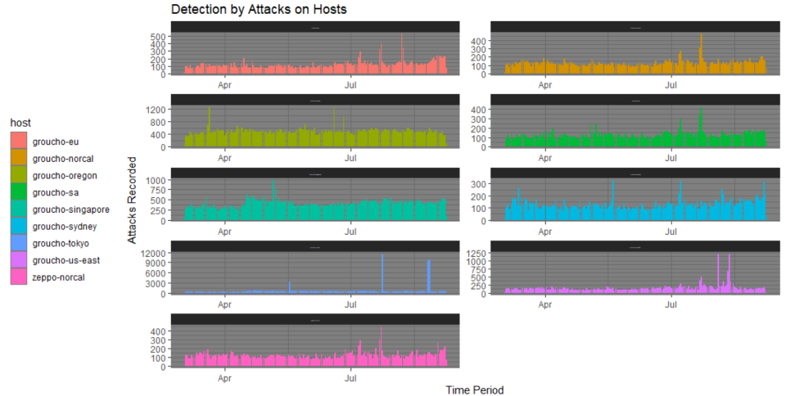 Detection by Attacks on Hosts
host
groucho-eu
groucho-norcal
groucho-oregon
groucho-sa
groucho-singapore
groucho-sydney
groucho-tokyo
groucho-us-east
zeppo-norcal
Attacks Recorded
500
400
300
200
100
0
Apr
Jul
400
300
200
100
0
Apr
Jul
1200
800
400
0
Apr
Jul
400
300
200
100
0
Apr
Jul
1000
750
500
250
0
Apr
Jul
300
200
100
0
Apr
Jul
12000
9000
6000
3000
0
Apr
Jul
1250
1000
750
500
250
0
Apr
Jul
400
300
200
100
0
Apr
Jul
Time Period